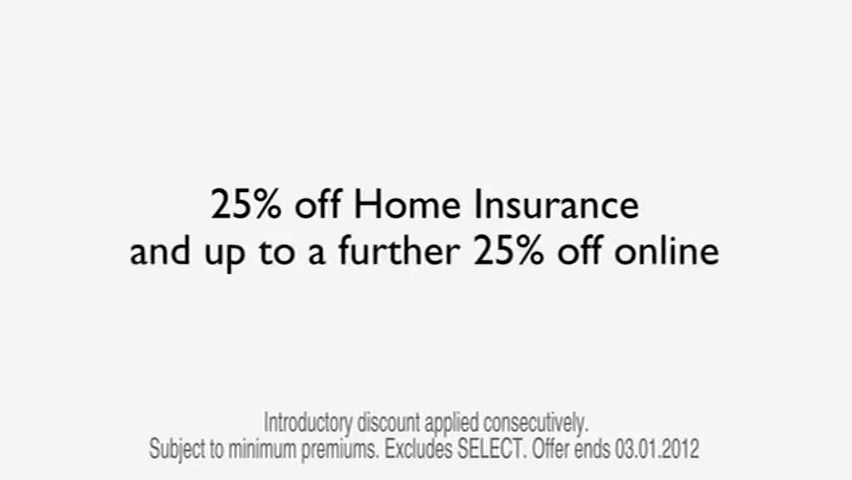 25% off Home Insurance
and up to a further 25% off online
Introductory discount applied consecutively.
Subject to minimum premiums. Excludes SELECT. Offer ends 03.01.2012